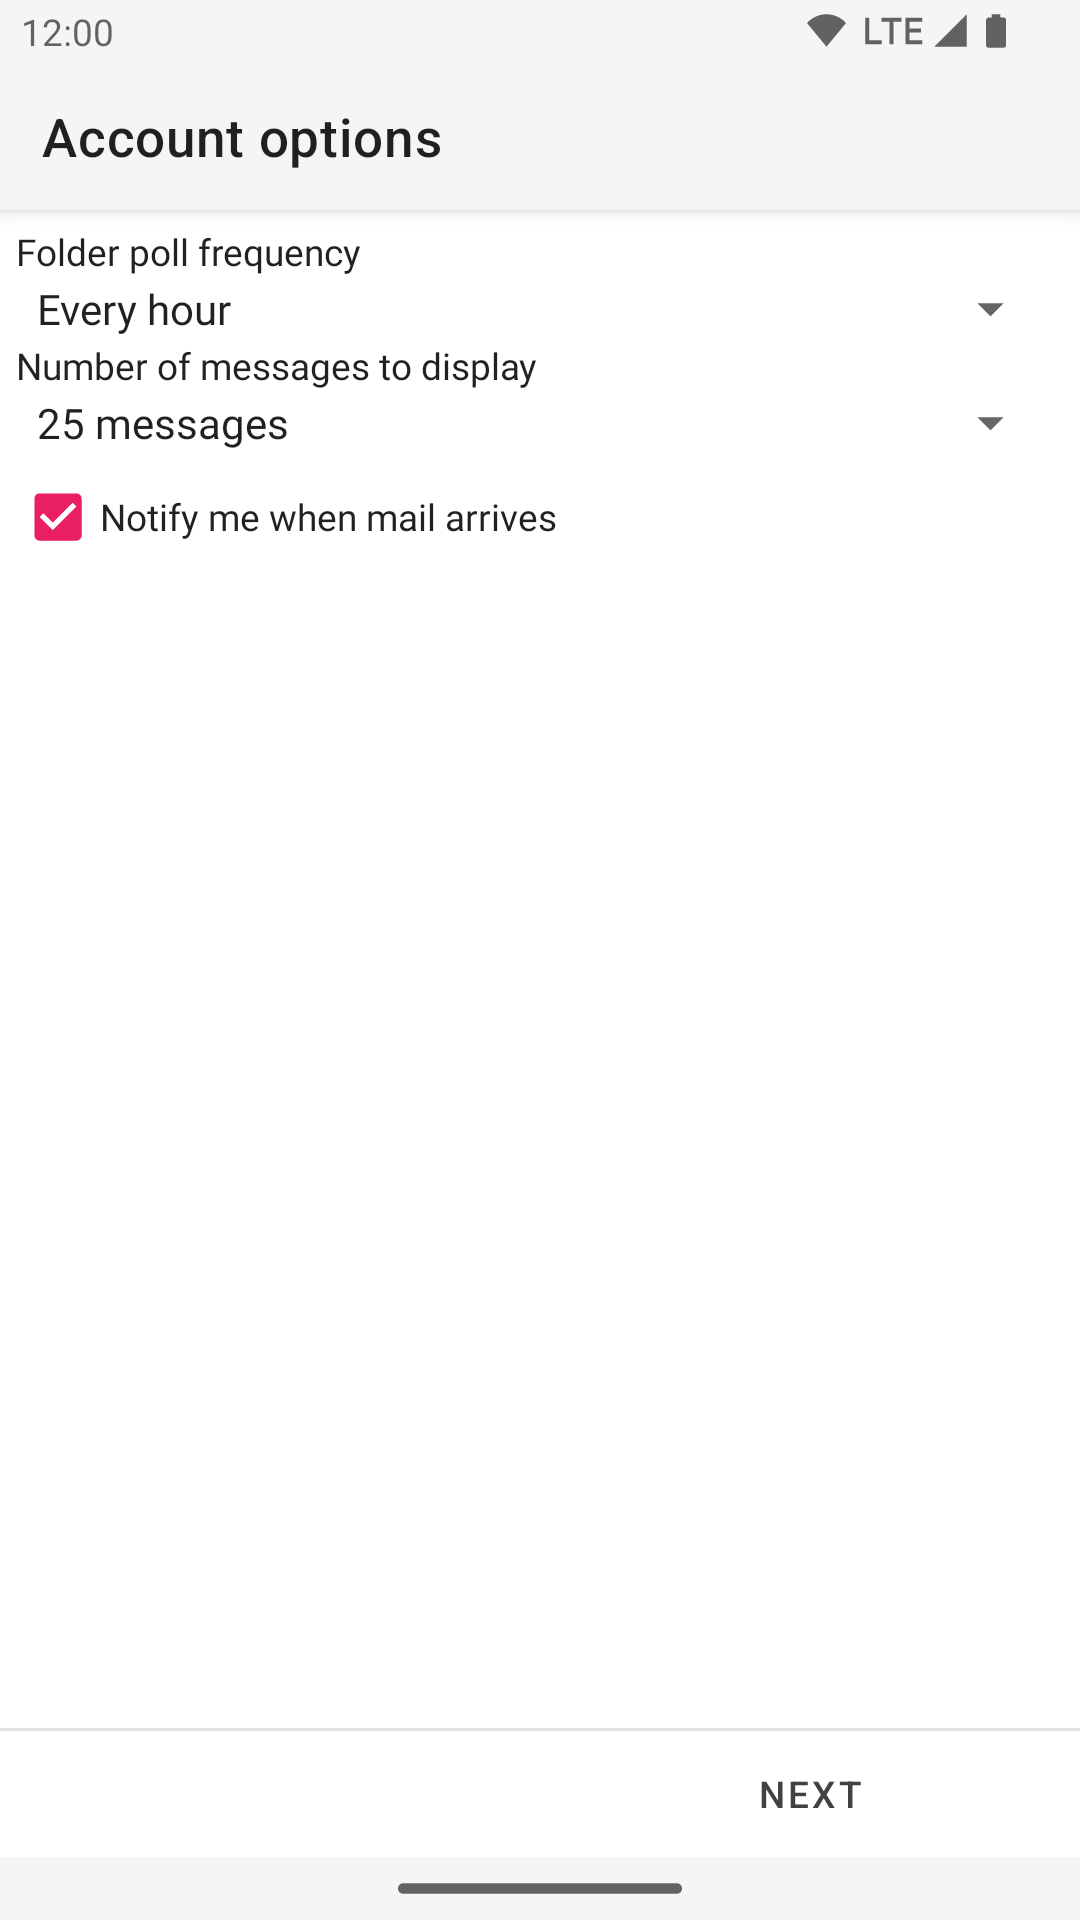 12:00 LTE
Account options
Folder poll frequency
Every hour
Number of messages to display
25 messages
Notify me when mail arrives
NEXT